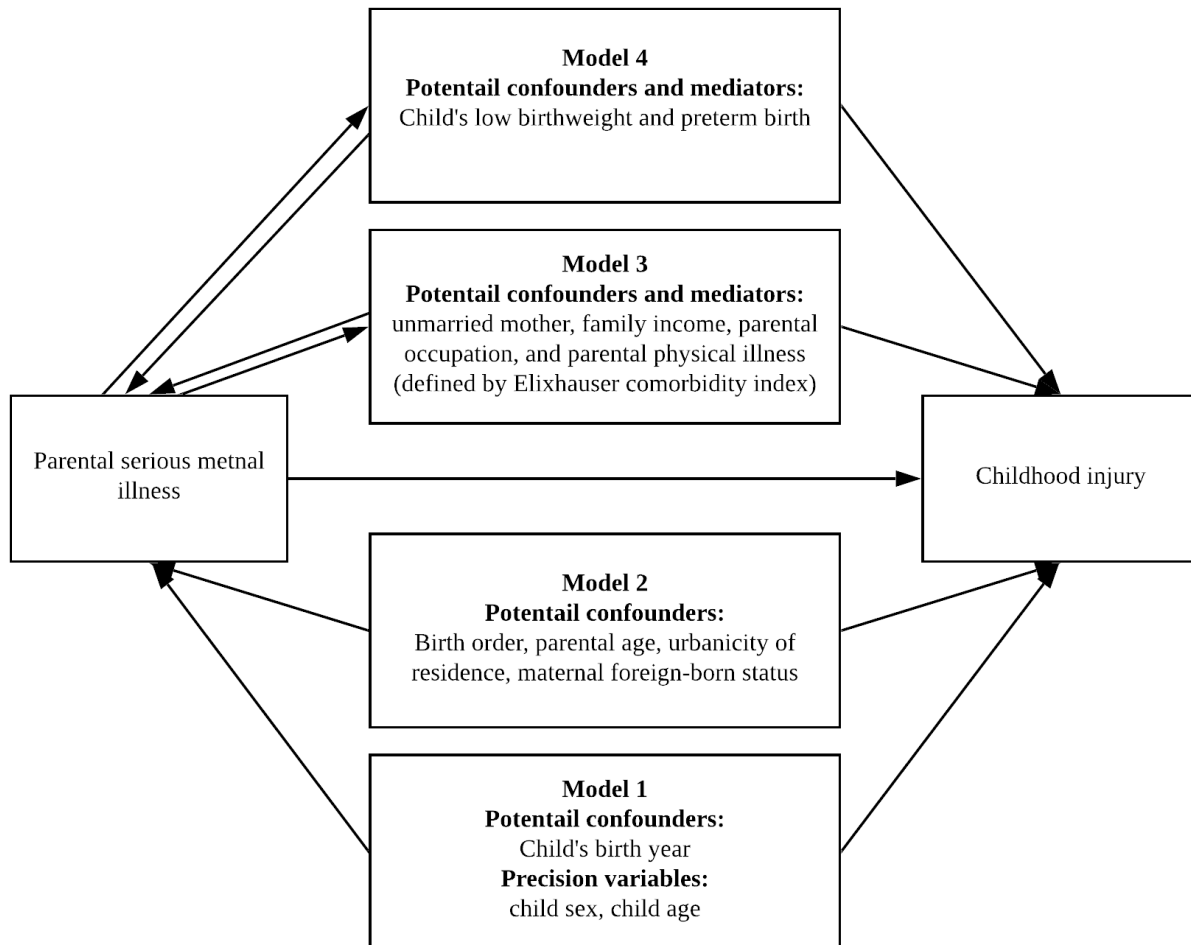 Model 4
Potentail confounders and mediators:
Child's low birthweight and preterm birth
Model 3
Potentail confounders and mediators:
unmarried mother, family income, parental
occupation, and parental physical illness
(defined by Elixhauser comorbidity index)
Parental serious metnal
illness
Childhood injury
Model 2
Potentail confounders:
Birth order, parental age, urbanicity of
residence, maternal foreign-born status
Model 1
Potentail confounders:
Child's birth year
Precision variables:
child sex, child age